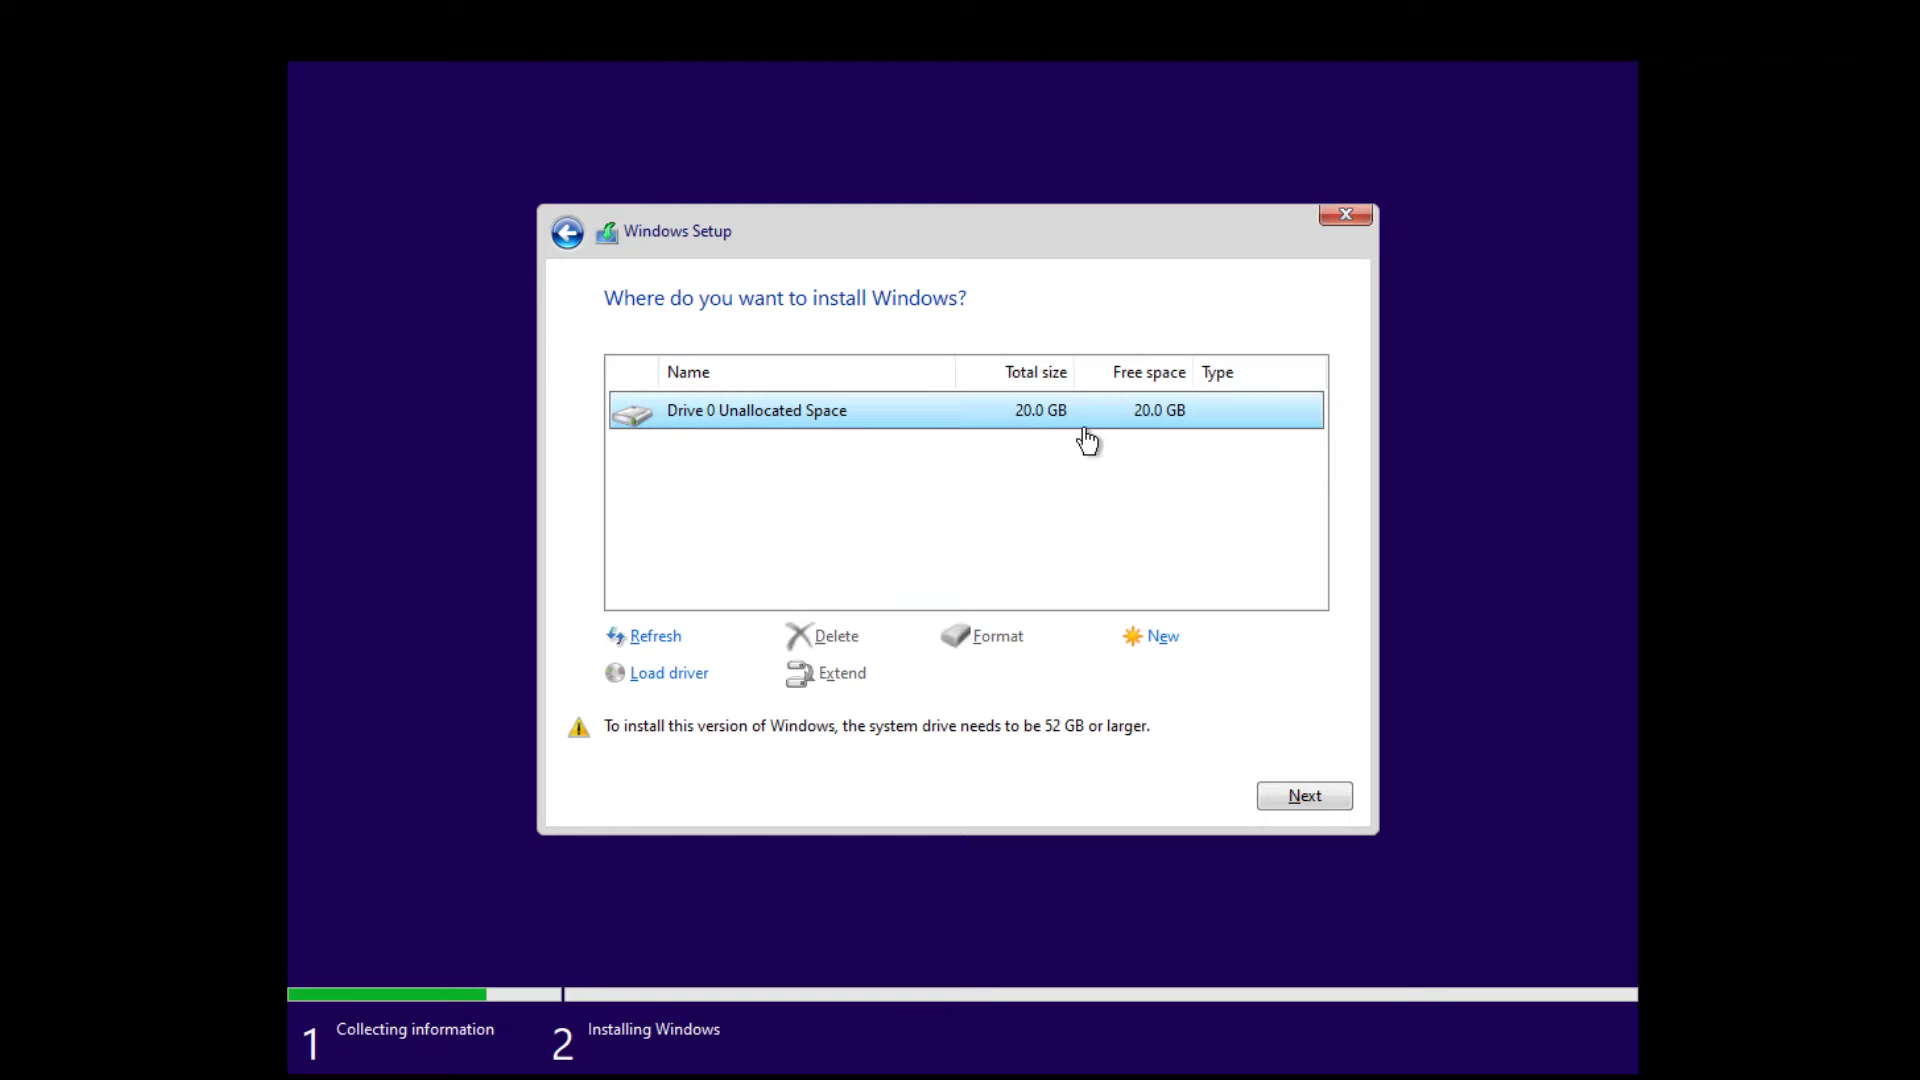 Windows Setup
Where do you want to install Windows?
Name Total size Free space Type
Drive 0 Unallocated Space 20.0 GB 20.0 GB
Refresh Delete Format New
Load driver Extend
To install this version of Windows, the system drive needs to be 52 GB or larger.
Next
1 Collecting information 2 Installing Windows